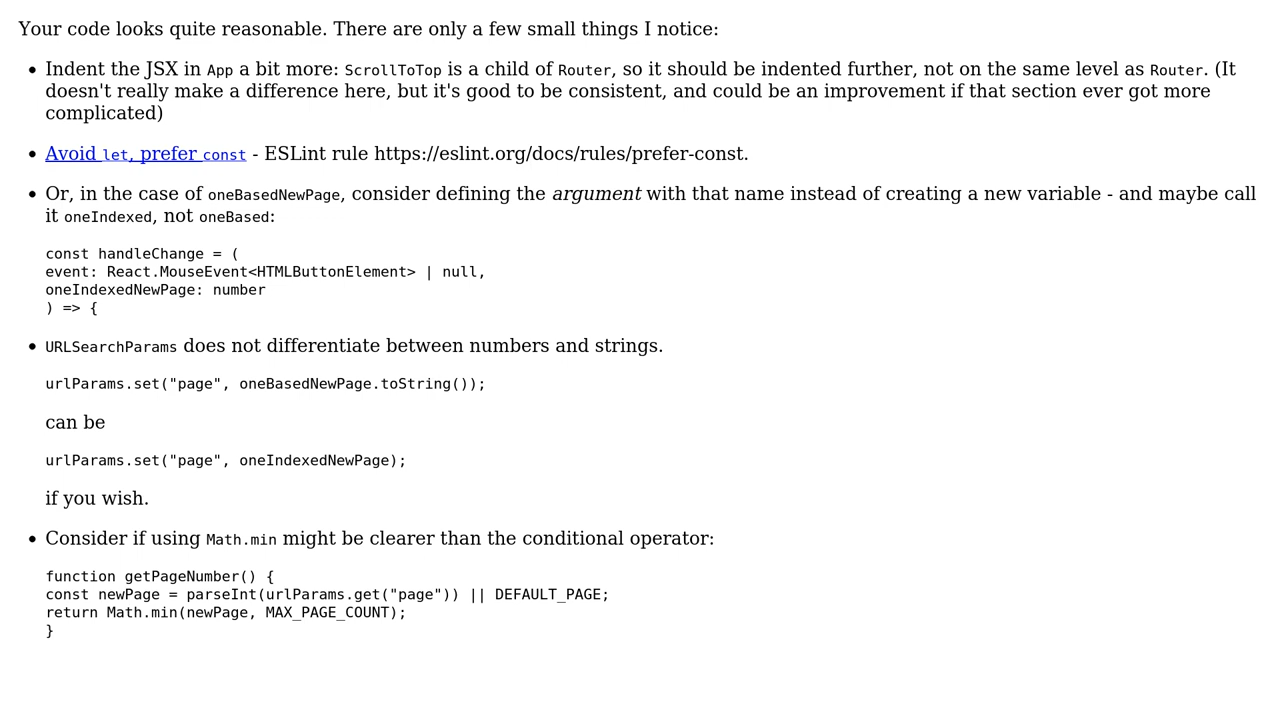 Your code looks quite reasonable. There are only a few small things I notice:
• Indent the JSX in App a bit more: ScrollToTop is a child of Router, so it should be indented further, not on the same level as Router. (It
doesn't really make a difference here, but it's good to be consistent, and could be an improvement if that section ever got more
complicated)
• Avoid let, prefer const - ESLint rule https://eslint.org/docs/rules/prefer-const.
• Or, in the case of oneBasedNewPage, consider defining the argument with that name instead of creating a new variable - and maybe call
it oneIndexed, not oneBased:
const handleChange = (
event: React.MouseEvent<HTMLButtonElement> | null,
oneIndexedNewPage: number
) => {
• URLSearchParams does not differentiate between numbers and strings.
urlParams.set("page", oneBasedNewPage.toString());
can be
urlParams.set("page", oneIndexedNewPage);
if you wish.
• Consider if using Math.min might be clearer than the conditional operator:
function getPageNumber() {
const newPage = parseInt(urlParams.get("page")) || DEFAULT_PAGE;
return Math.min(newPage, MAX_PAGE_COUNT);
}